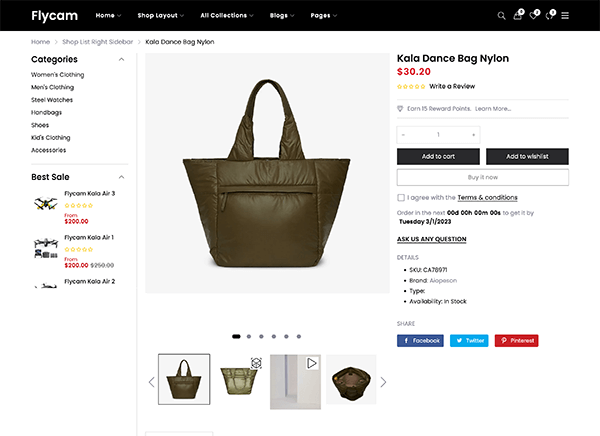 Flycam
Home
Shop Layout
All Collections
Blogs
Pages
Home > Shop List Right Sidebar > Kala Dance Bag Nylon
Categories
Women's Clothing
Men's Clothing
Steel Watches
Handbags
Shoes
Kid's Clothing
Accessories
Best Sale
Flycam Kala Air 3
From
$200.00
Flycam Kala Air 1
From
$200.00 $250.00
Flycam Kala Air 2
Kala Dance Bag Nylon
$30.20
Write a Review
Earn 15 Reward Points. Learn More...
- 1 +
Add to cart
Add to wishlist
Buy it now
I agree with the Terms & conditions
Order in the next 00d 00h 00m 00s to get it by
Tuesday 3/1/2023
ASK US ANY QUESTION
DETAILS
SKU: CA78971
Brand: Aiopeson
Type:
Availability: In Stock
SHARE
Facebook
Twitter
Pinterest